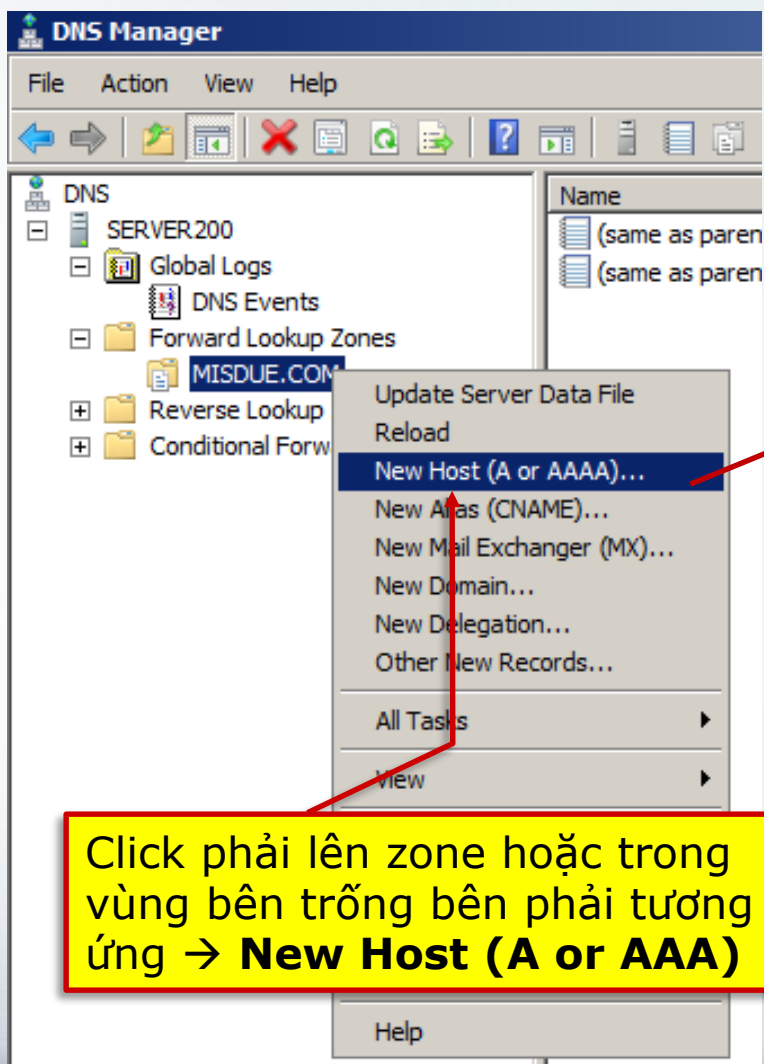 DNS Manager
File Action View Help
DNS
SERVER200
Global Logs
DNS Events
Forward Lookup Zones
MISDUE.COM
Reverse Lookup
Conditional Forw
Name
(same as paren
(same as paren
Update Server Data File
Reload
New Host (A or AAAA)...
New Alias (CNAME)...
New Mail Exchanger (MX)...
New Domain...
New Delegation...
Other New Records...
All Tasks
View
Click phải lên zone hoặc trong
vùng bên trống bên phải tương
ứng → New Host (A or AAA)
Help